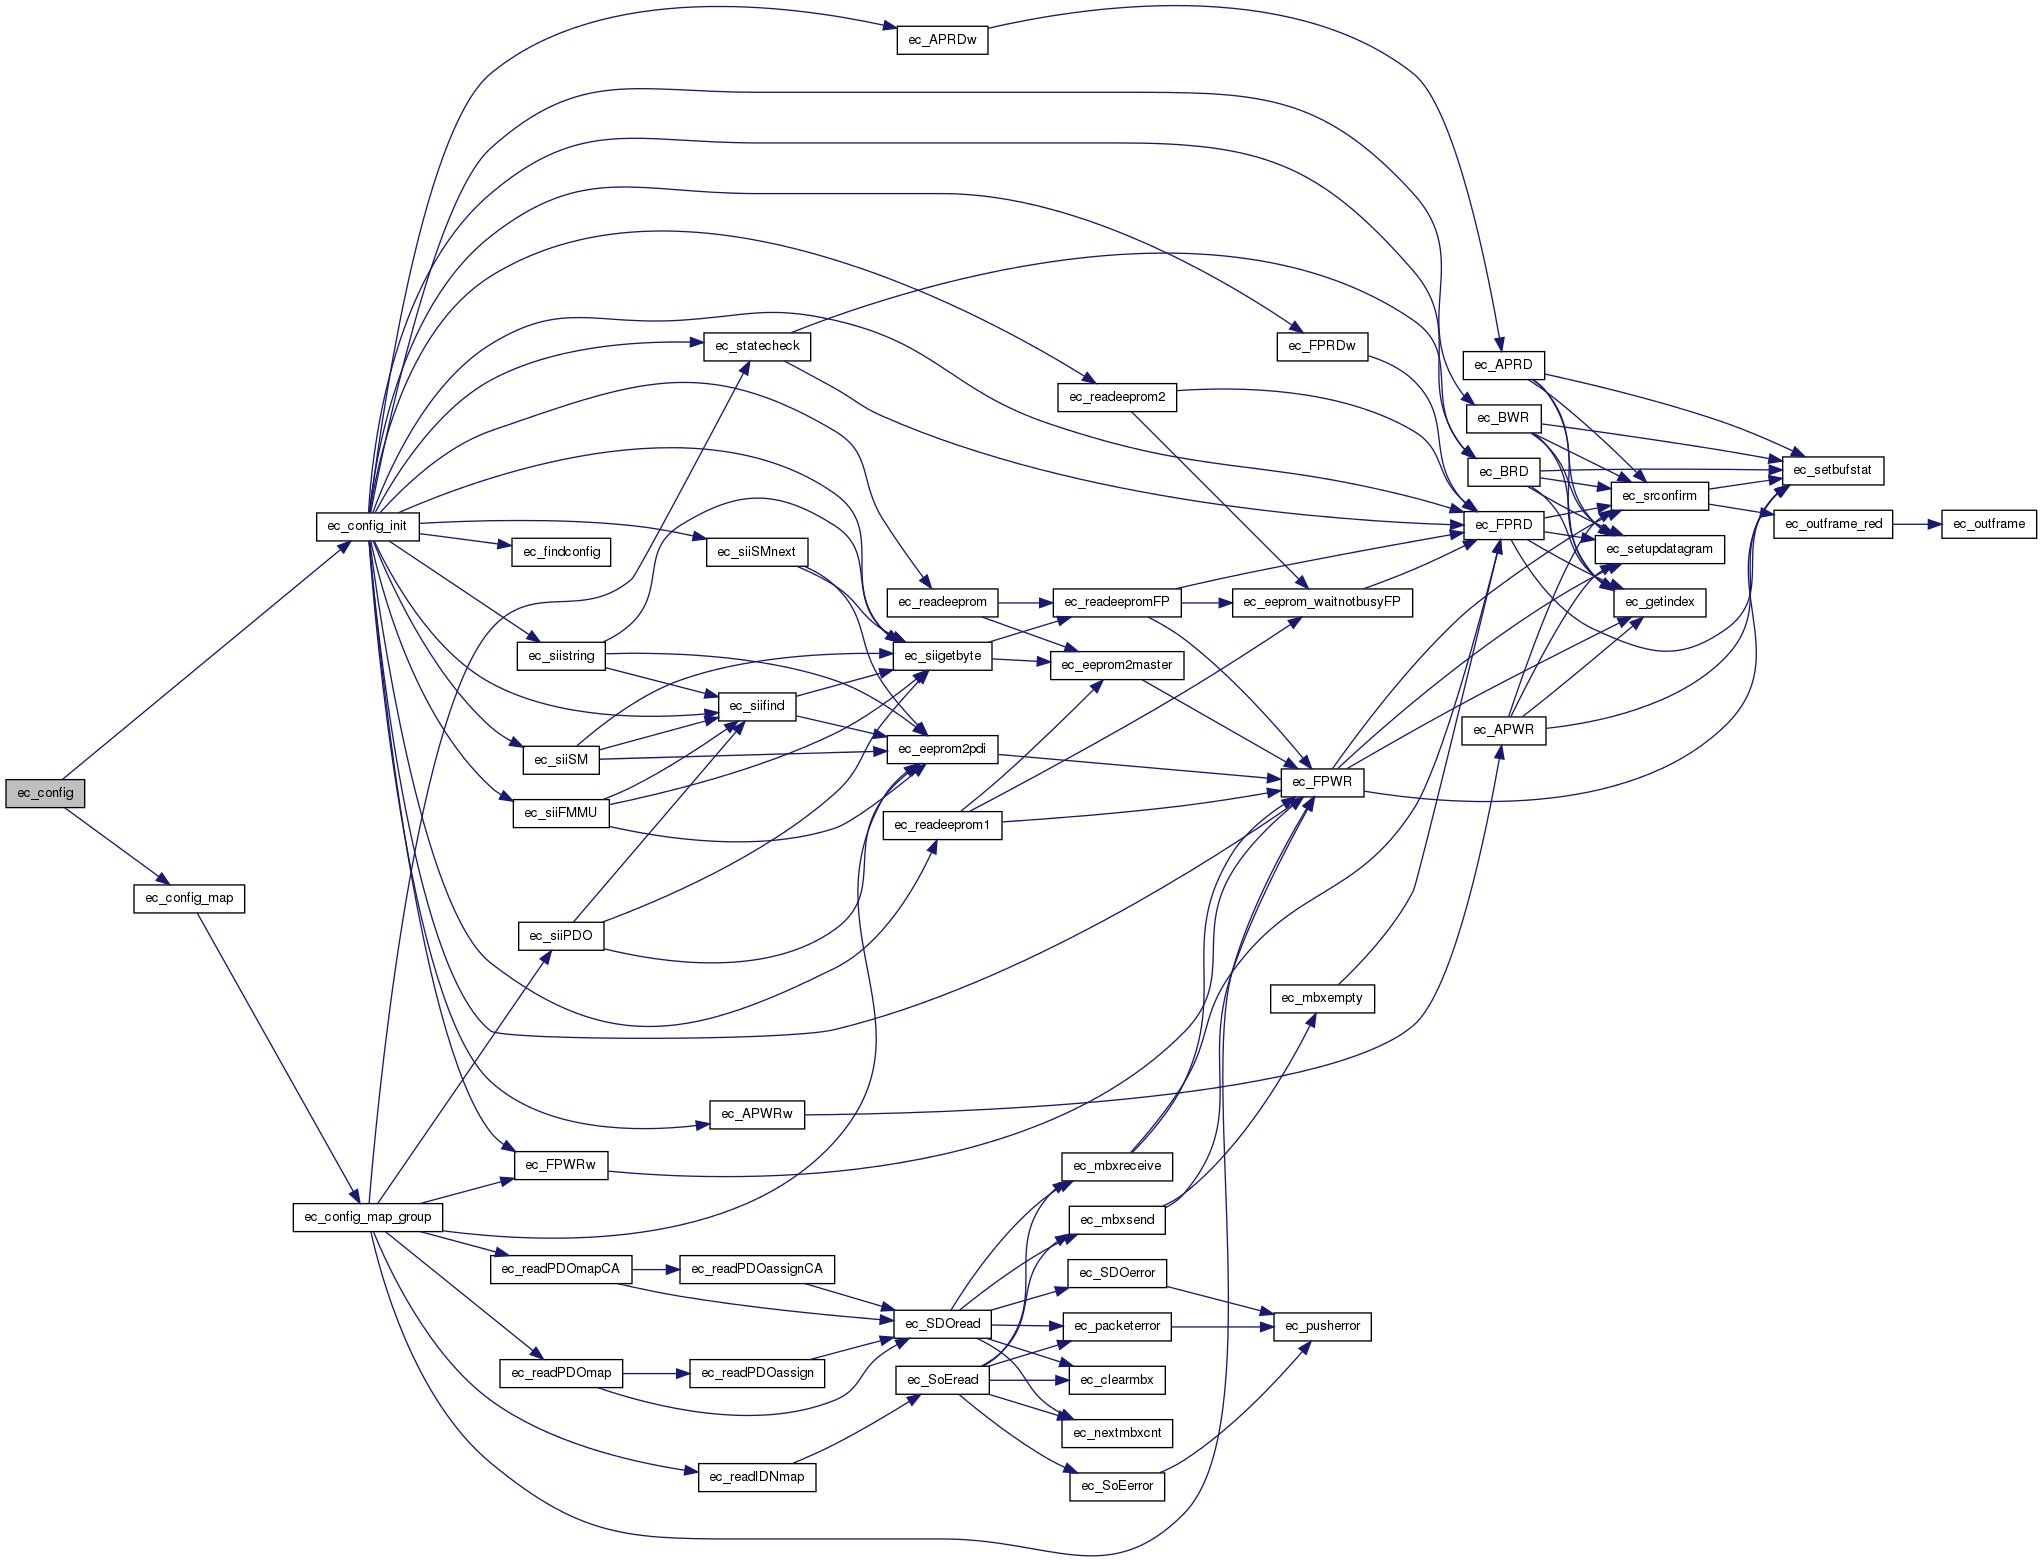 ec_APRDw
ec_statecheck
ec_FPRDw
ec_APRD
ec_readeeprom2
ec_BWR
ec_BRD
ec_setbufstat
ec_srconfirm
ec_config_init
ec_FPRD
ec_outframe_red
ec_outframe
ec_findconfig
ec_siiSMnext
ec_setupdatagram
ec_readeeprom
ec_readeepromFP
ec_eeprom_waitnotbusyFP
ec_getindex
ec_siistring
ec_siigetbyte
ec_eeprom2master
ec_siifind
ec_APWR
ec_siiSM
ec_eeprom2pdi
ec_FPWR
ec_config
ec_siiFMMU
ec_readeeprom1
ec_config_map
ec_siiPDO
ec_mbxempty
ec_APWRw
ec_FPWRw
ec_mbxreceive
ec_config_map_group
ec_mbxsend
ec_readPDOmapCA
ec_readPDOassignCA
ec_SDOerror
ec_SDOread
ec_packeterror
ec_pusherror
ec_readPDOmap
ec_readPDOassign
ec_SoEread
ec_clearmbx
ec_nextmbxcnt
ec_readIDNmap
ec_SoEerror